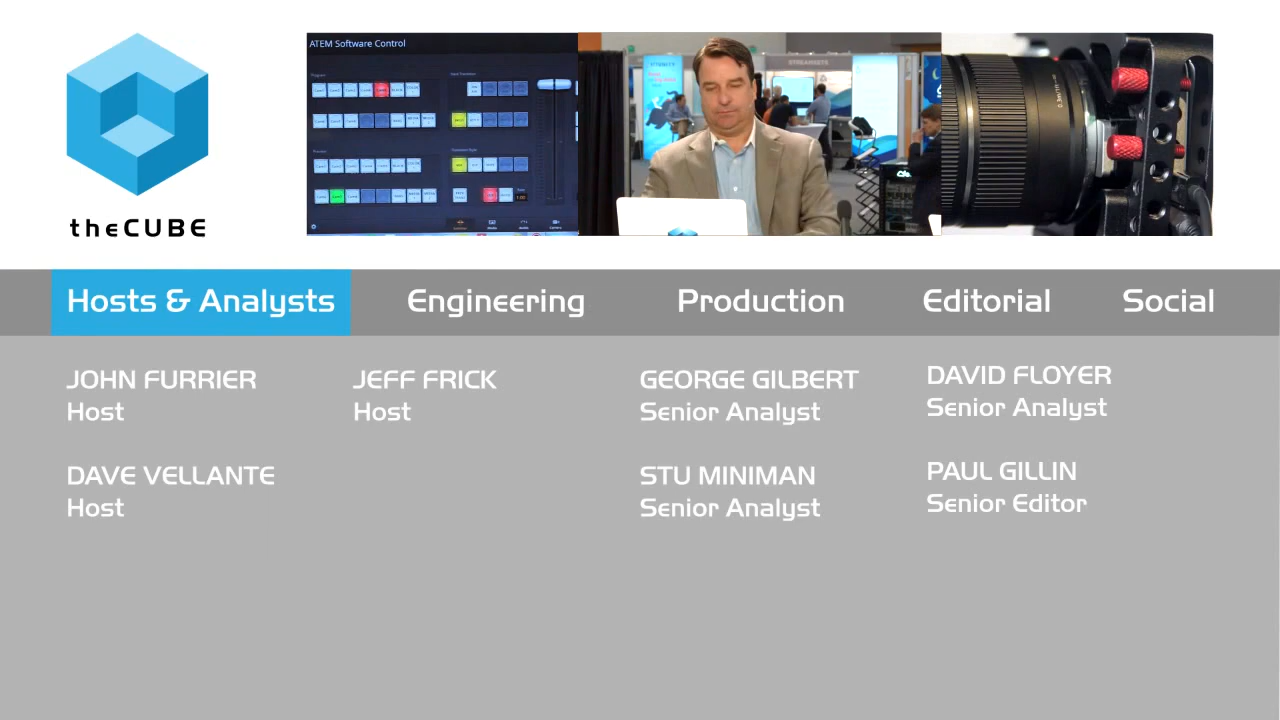 ATEM Software Control
theCUBE
Hosts & Analysts
Engineering
Production
Editorial
Social
JOHN FURRIER
Host
JEFF FRICK
Host
GEORGE GILBERT
Senior Analyst
DAVID FLOYER
Senior Analyst
DAVE VELLANTE
Host
STU MINIMAN
Senior Analyst
PAUL GILLIN
Senior Editor